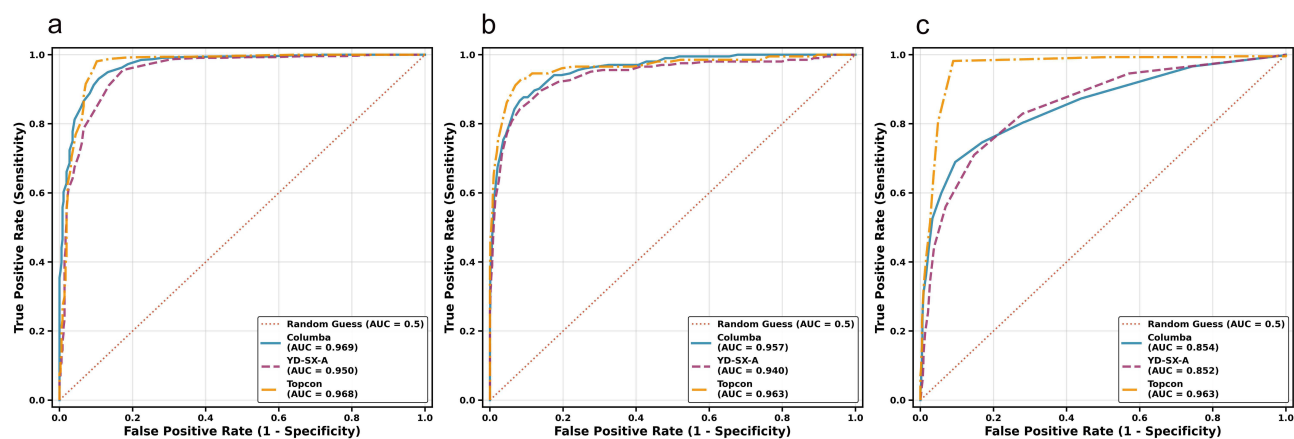 a
True Positive Rate (Sensitivity)
1.0
0.8
0.6
0.4
0.2
0.0
Random Guess (AUC = 0.5)
Columba
(AUC = 0.969)
YD-SX-A
(AUC = 0.950)
Topcon
(AUC = 0.968)
0.0 0.2 0.4 0.6 0.8 1.0
False Positive Rate (1 - Specificity)
b
True Positive Rate (Sensitivity)
1.0
0.8
0.6
0.4
0.2
0.0
Random Guess (AUC = 0.5)
Columba
(AUC = 0.957)
YD-SX-A
(AUC = 0.940)
Topcon
(AUC = 0.963)
0.0 0.2 0.4 0.6 0.8 1.0
False Positive Rate (1 - Specificity)
c
True Positive Rate (Sensitivity)
1.0
0.8
0.6
0.4
0.2
0.0
Random Guess (AUC = 0.5)
Columba
(AUC = 0.854)
YD-SX-A
(AUC = 0.852)
Topcon
(AUC = 0.963)
0.0 0.2 0.4 0.6 0.8 1.0
False Positive Rate (1 - Specificity)